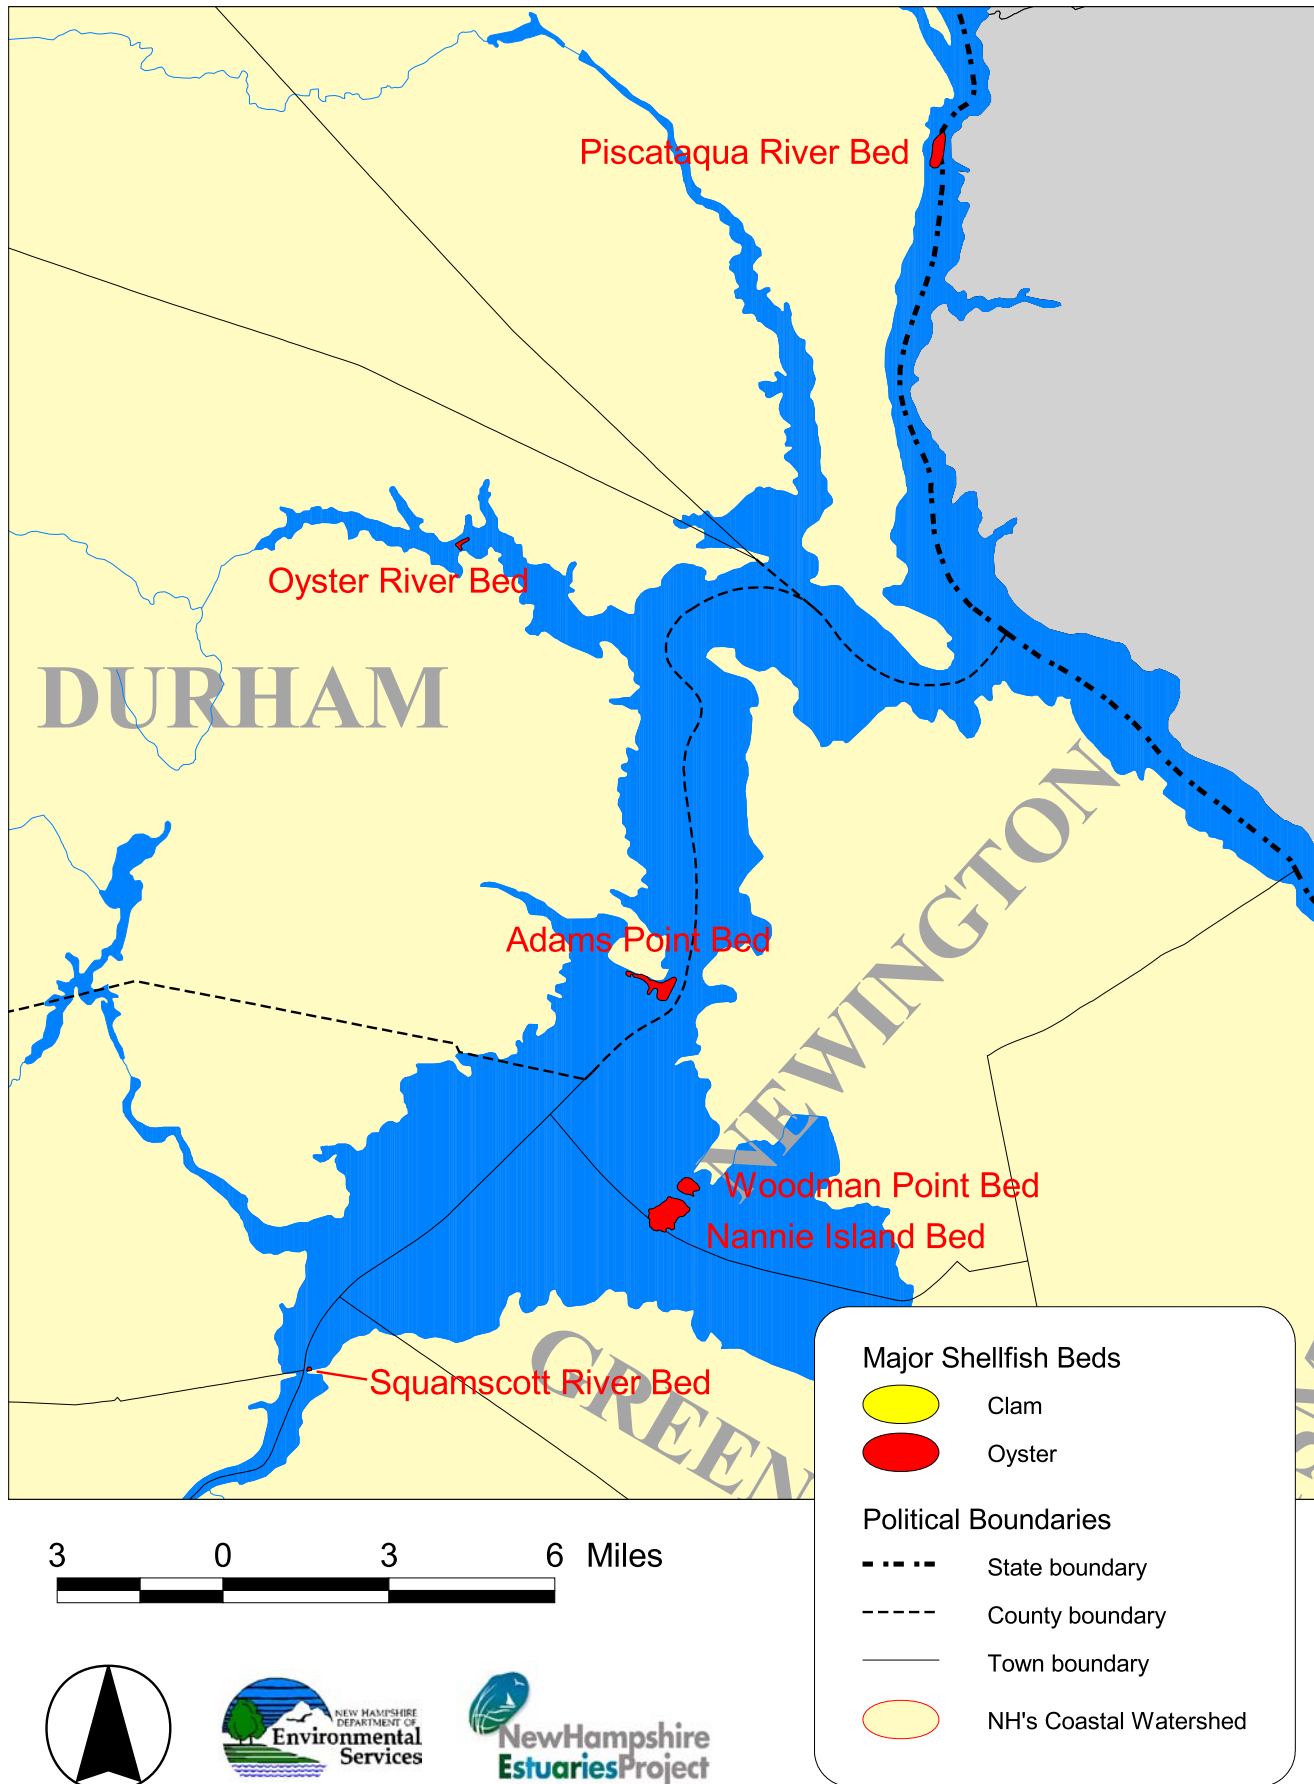 Piscataqua River Bed
Oyster River Bed
DURHAM
NEWINGTON
Adams Point Bed
Woodman Point Bed
Nannie Island Bed
Squamscott River Bed
GREEN
Major Shellfish Beds
Clam
Oyster
Political Boundaries
State boundary
County boundary
Town boundary
NH's Coastal Watershed
3 0 3 6 Miles
NEW HAMPSHIRE
DEPARTMENT OF
Environmental
Services
NewHampshire
EstuariesProject